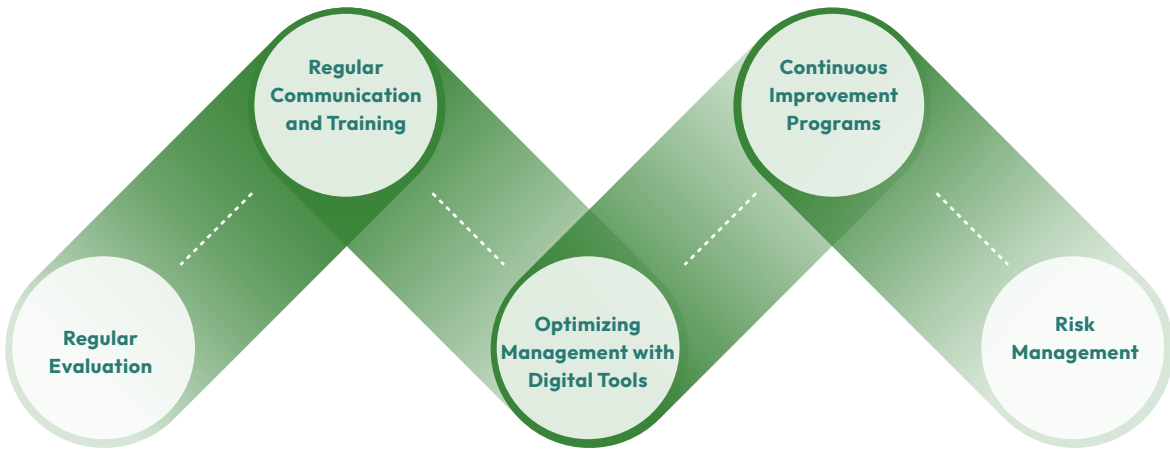 Regular
Evaluation
Regular
Communication
and Training
Optimizing
Management with
Digital Tools
Continuous
Improvement
Programs
Risk
Management